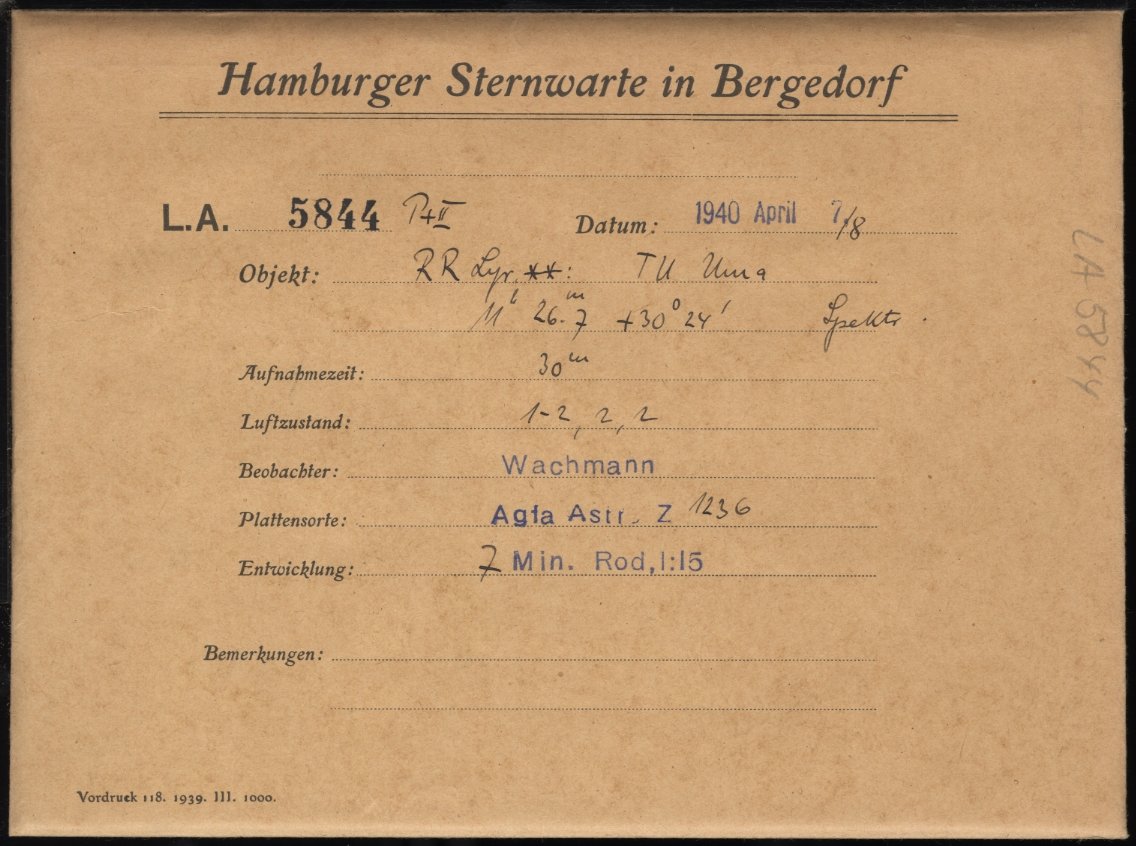 Hamburger Sternwarte in Bergedorf
L.A. 5844 P+II Datum: 1940 April 7./8
Objekt: RR Lyr. **: TU Uma
11h 26.m7 +30° 24' Spektr.
Aufnahmezeit: 30m
Luftzustand: 1-2, 2, 2
Beobachter: Wachmann
Plattensorte: Agfa Astr. Z 1236
Entwicklung: 7 Min. Rod, 1:15
Bemerkungen:
Vordruck 118. 1939. III. 1000.
LA 5844